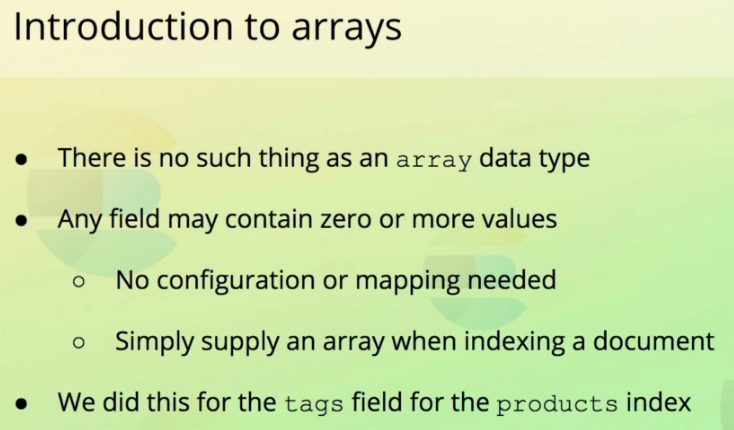 Introduction to arrays
● There is no such thing as an array data type
● Any field may contain zero or more values
○ No configuration or mapping needed
○ Simply supply an array when indexing a document
● We did this for the tags field for the products index